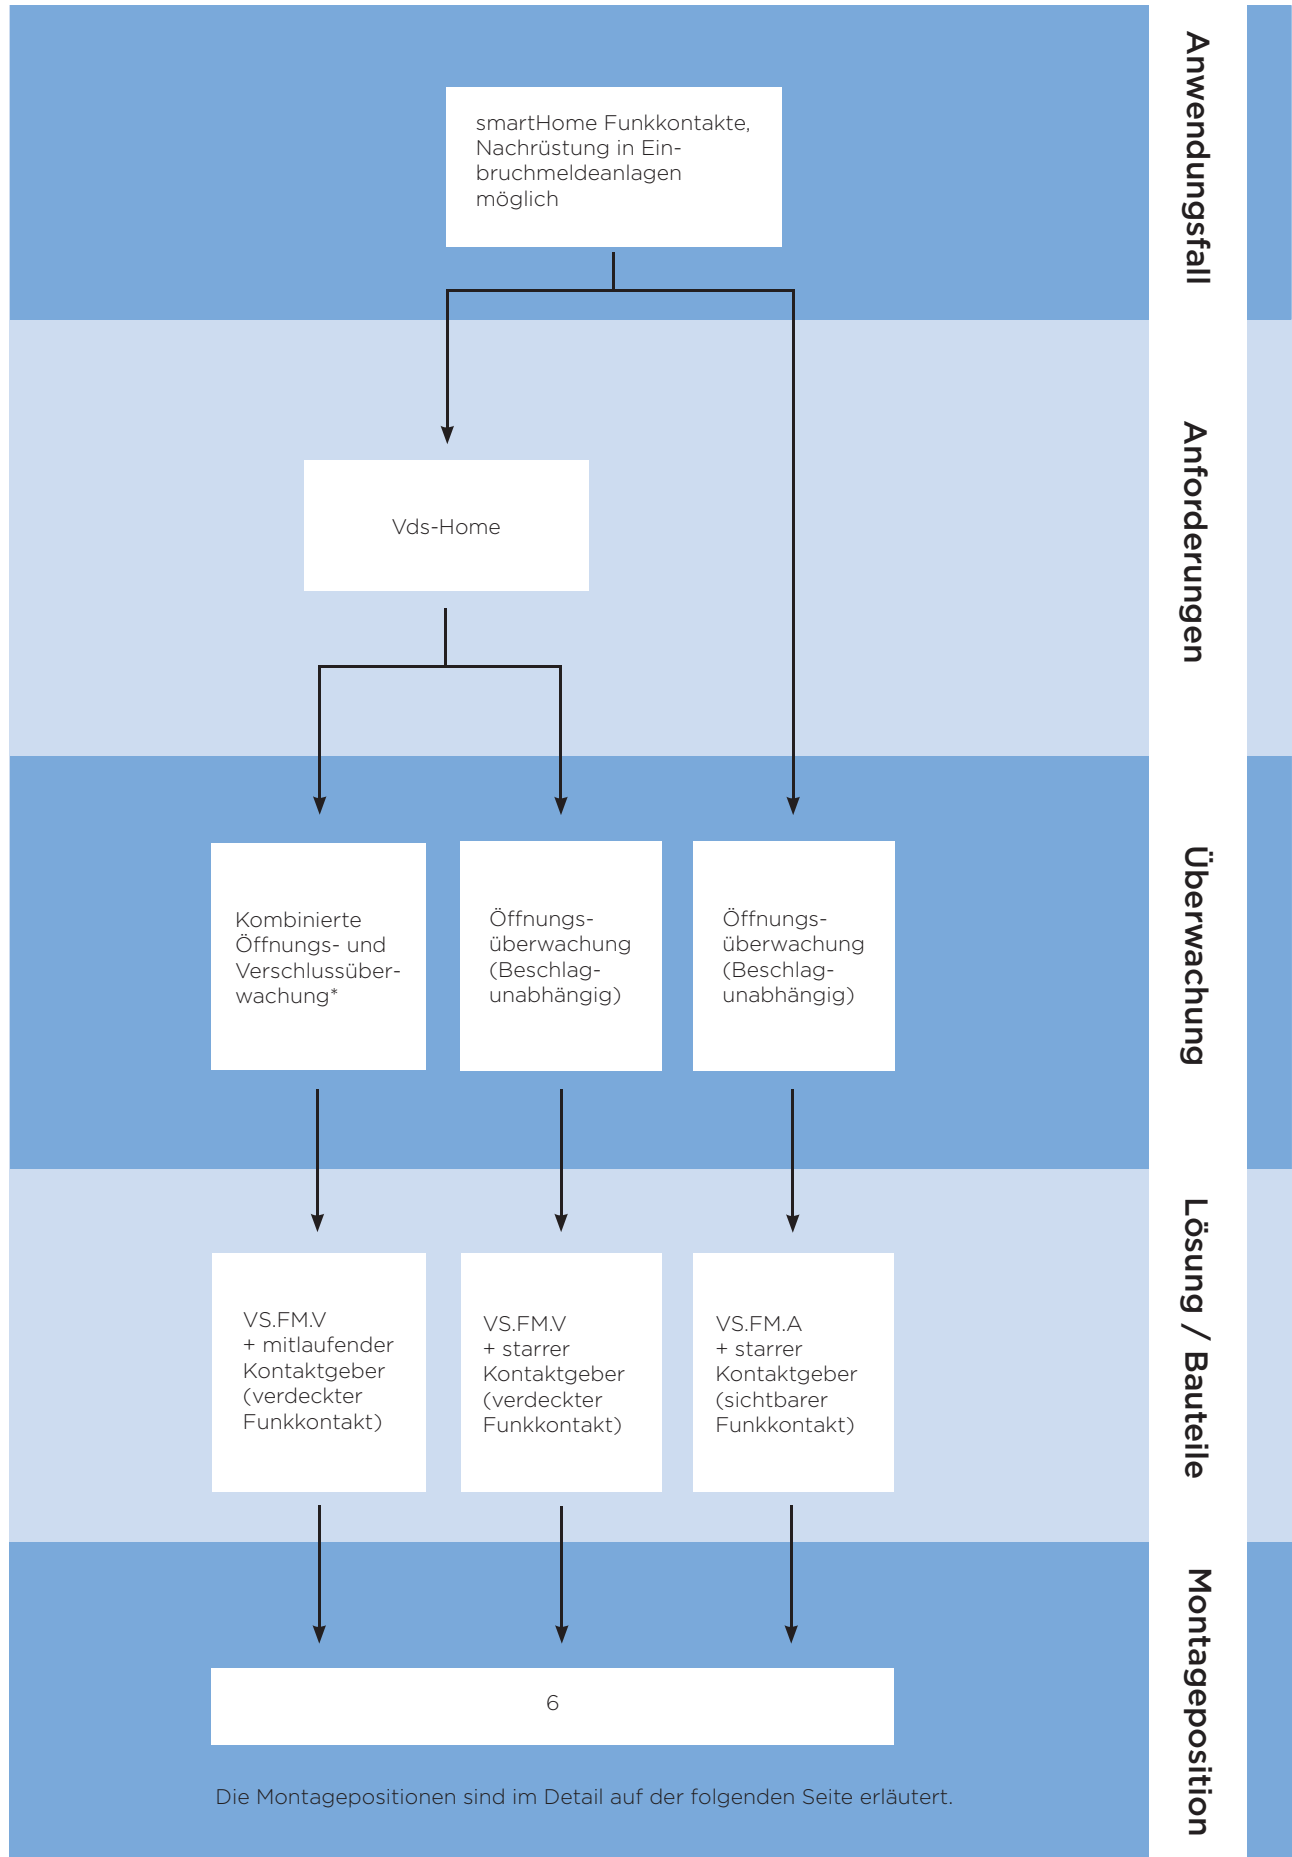 Anwendungsfall
smartHome Funkkontakte,
Nachrüstung in Ein-
bruchmeldeanlagen
möglich
Anforderungen
Vds-Home
Überwachung
Kombinierte
Öffnungs- und
Verschlussüber-
wachung*
Öffnungs-
überwachung
(Beschlag-
unabhängig)
Öffnungs-
überwachung
(Beschlag-
unabhängig)
Lösung / Bauteile
VS.FM.V
+ mitlaufender
Kontaktgeber
(verdeckter
Funkkontakt)
VS.FM.V
+ starrer
Kontaktgeber
(verdeckter
Funkkontakt)
VS.FM.A
+ starrer
Kontaktgeber
(sichtbarer
Funkkontakt)
Montageposition
6
Die Montagepositionen sind im Detail auf der folgenden Seite erläutert.